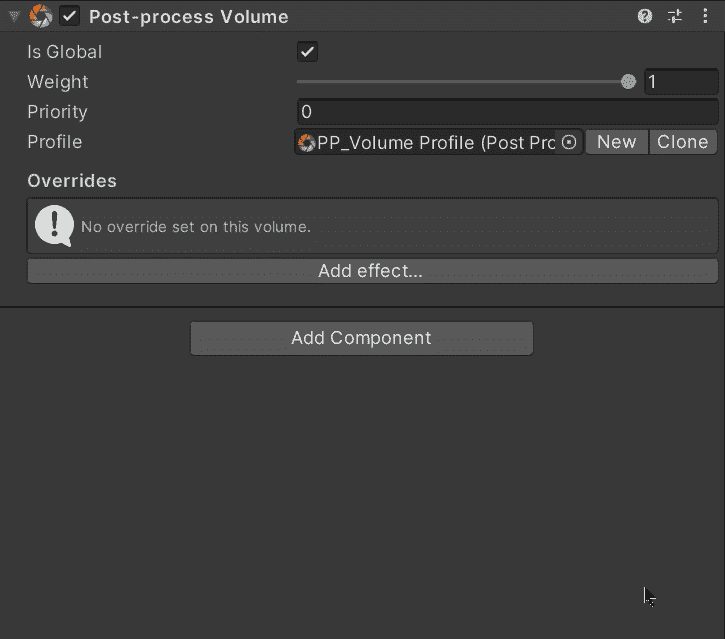 Post-process Volume
Is Global
Weight 1
Priority 0
Profile PP_Volume Profile (Post Pro New Clone
Overrides
No override set on this volume.
Add effect...
Add Component